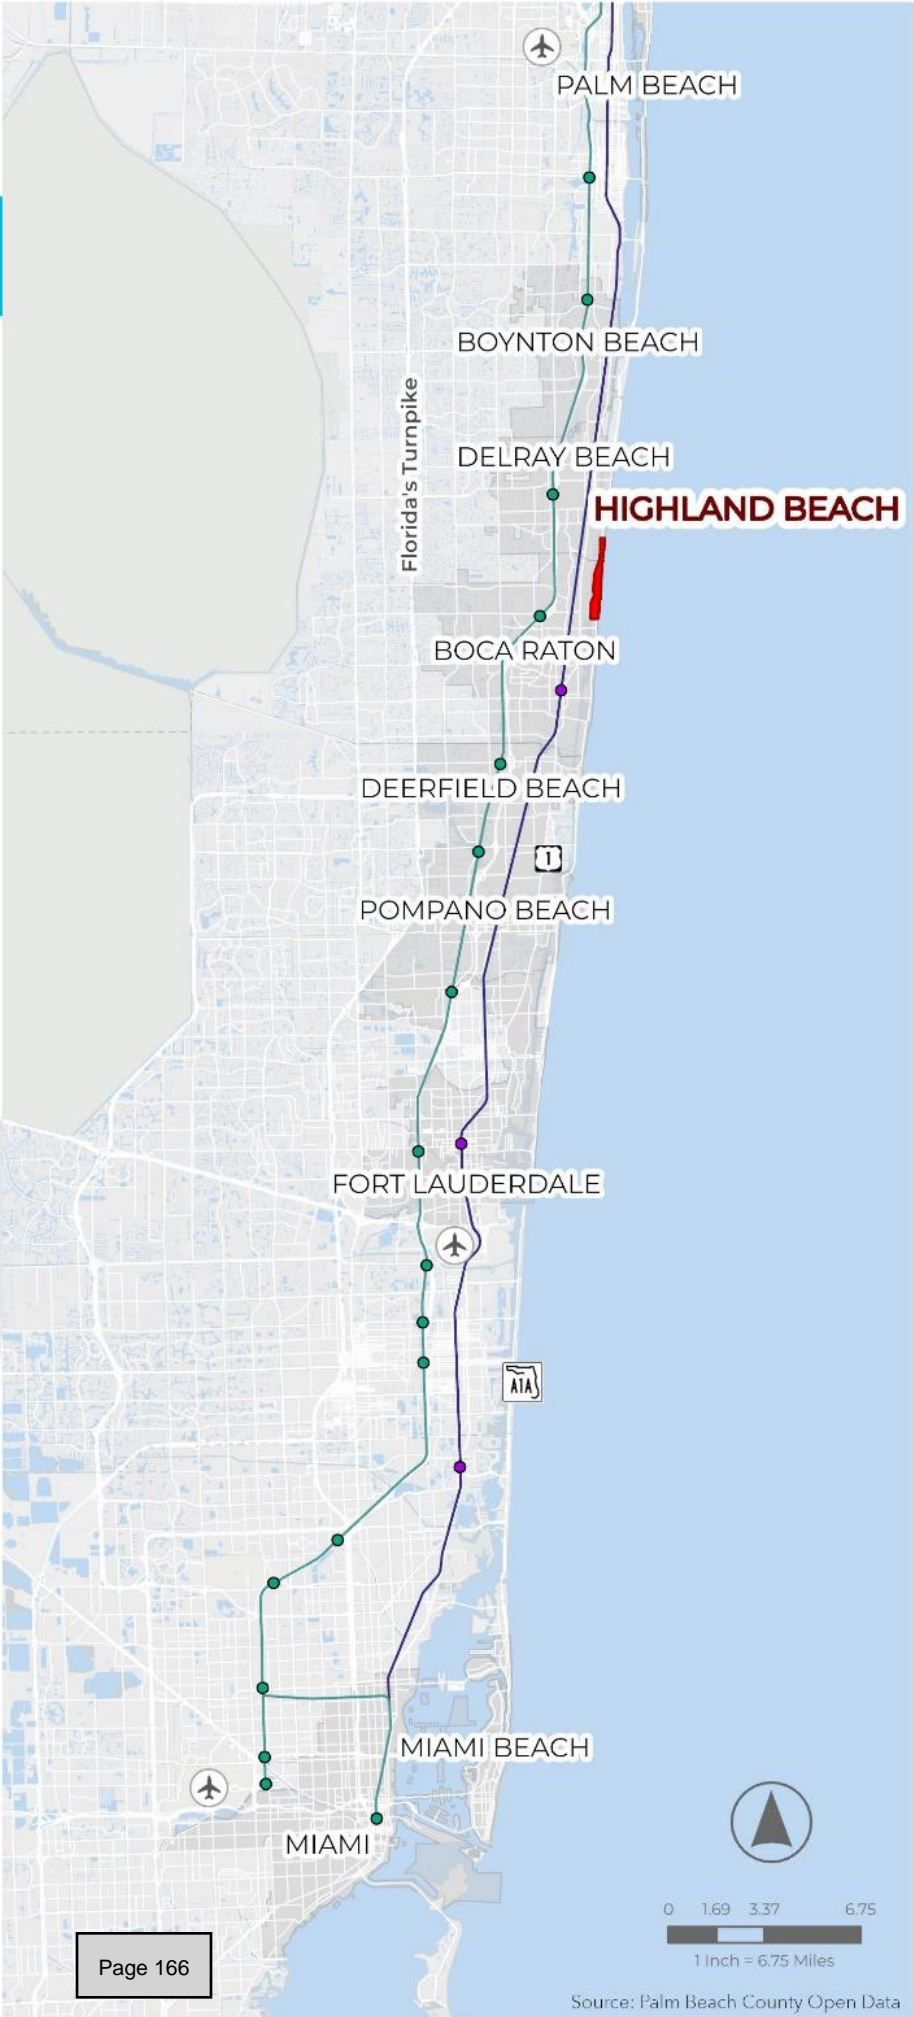 PALM BEACH
BOYNTON BEACH
Florida's Turnpike
DELRAY BEACH
HIGHLAND BEACH
BOCA RATON
DEERFIELD BEACH
1
POMPANO BEACH
FORT LAUDERDALE
A1A
MIAMI BEACH
MIAMI
0 1.69 3.37 6.75
1 Inch = 6.75 Miles
Page 166
Source: Palm Beach County Open Data